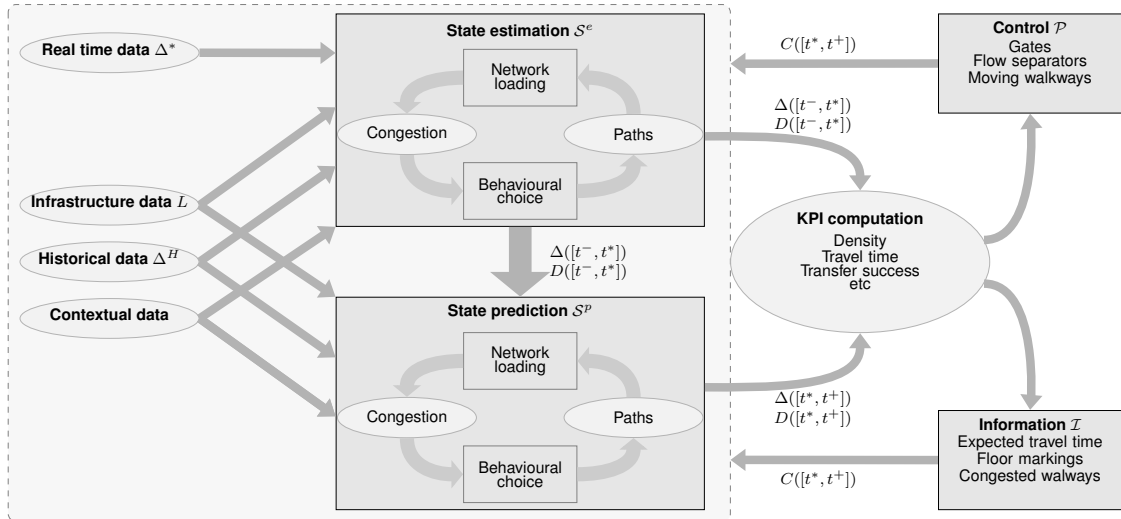 Real time data Δ*
Infrastructure data L
Historical data Δ^H
Contextual data
State estimation 𝒮^e
Network
loading
Congestion
Paths
Behavioural
choice
Δ([t⁻, t*])
D([t⁻, t*])
State prediction 𝒮^p
Network
loading
Congestion
Paths
Behavioural
choice
C([t*, t⁺])
Δ([t⁻, t*])
D([t⁻, t*])
KPI computation
Density
Travel time
Transfer success
etc
Δ([t*, t⁺])
D([t*, t⁺])
C([t*, t⁺])
Control 𝒫
Gates
Flow separators
Moving walkways
Information ℐ
Expected travel time
Floor markings
Congested walways